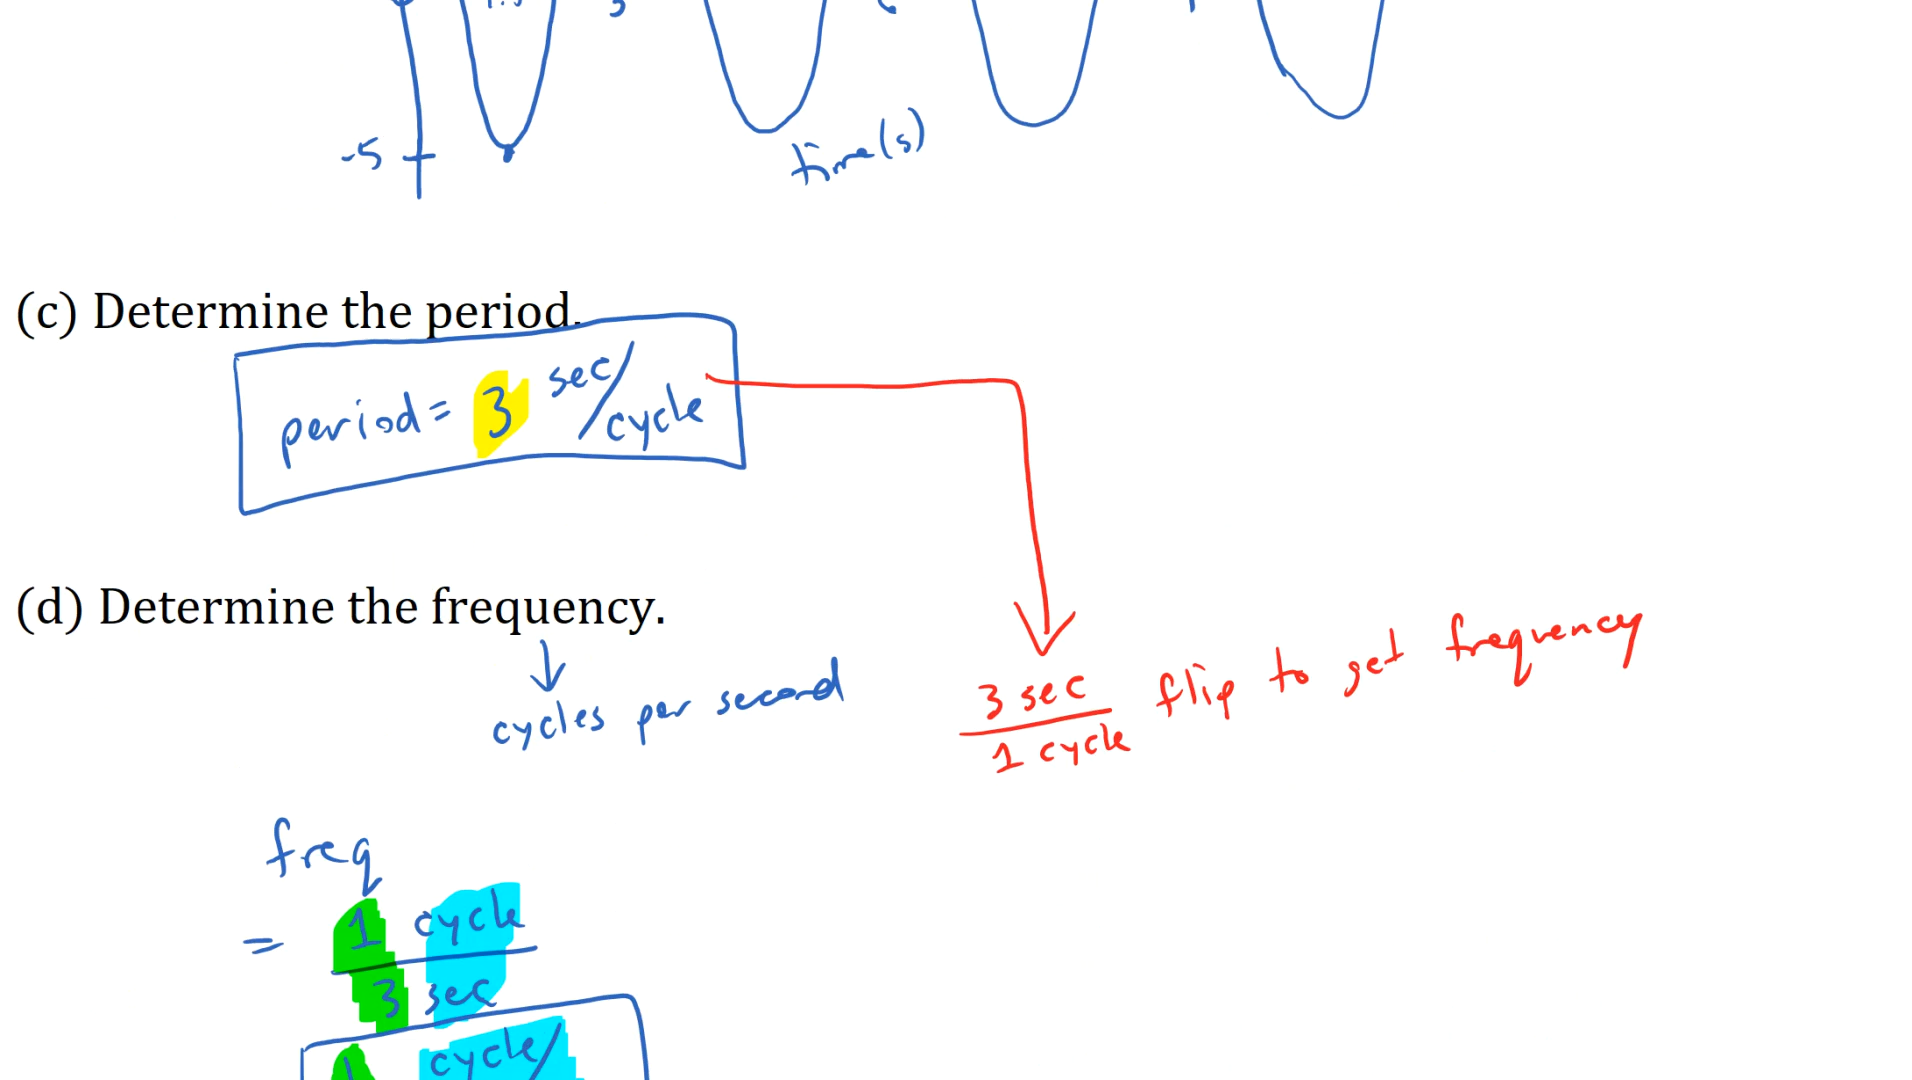 -5
time(s)
(c) Determine the period.
period = 3 sec/cycle
(d) Determine the frequency.
cycles per second
3 sec
1 cycle
flip to get frequency
freq
= 1 cycle
3 sec
1 cycle/